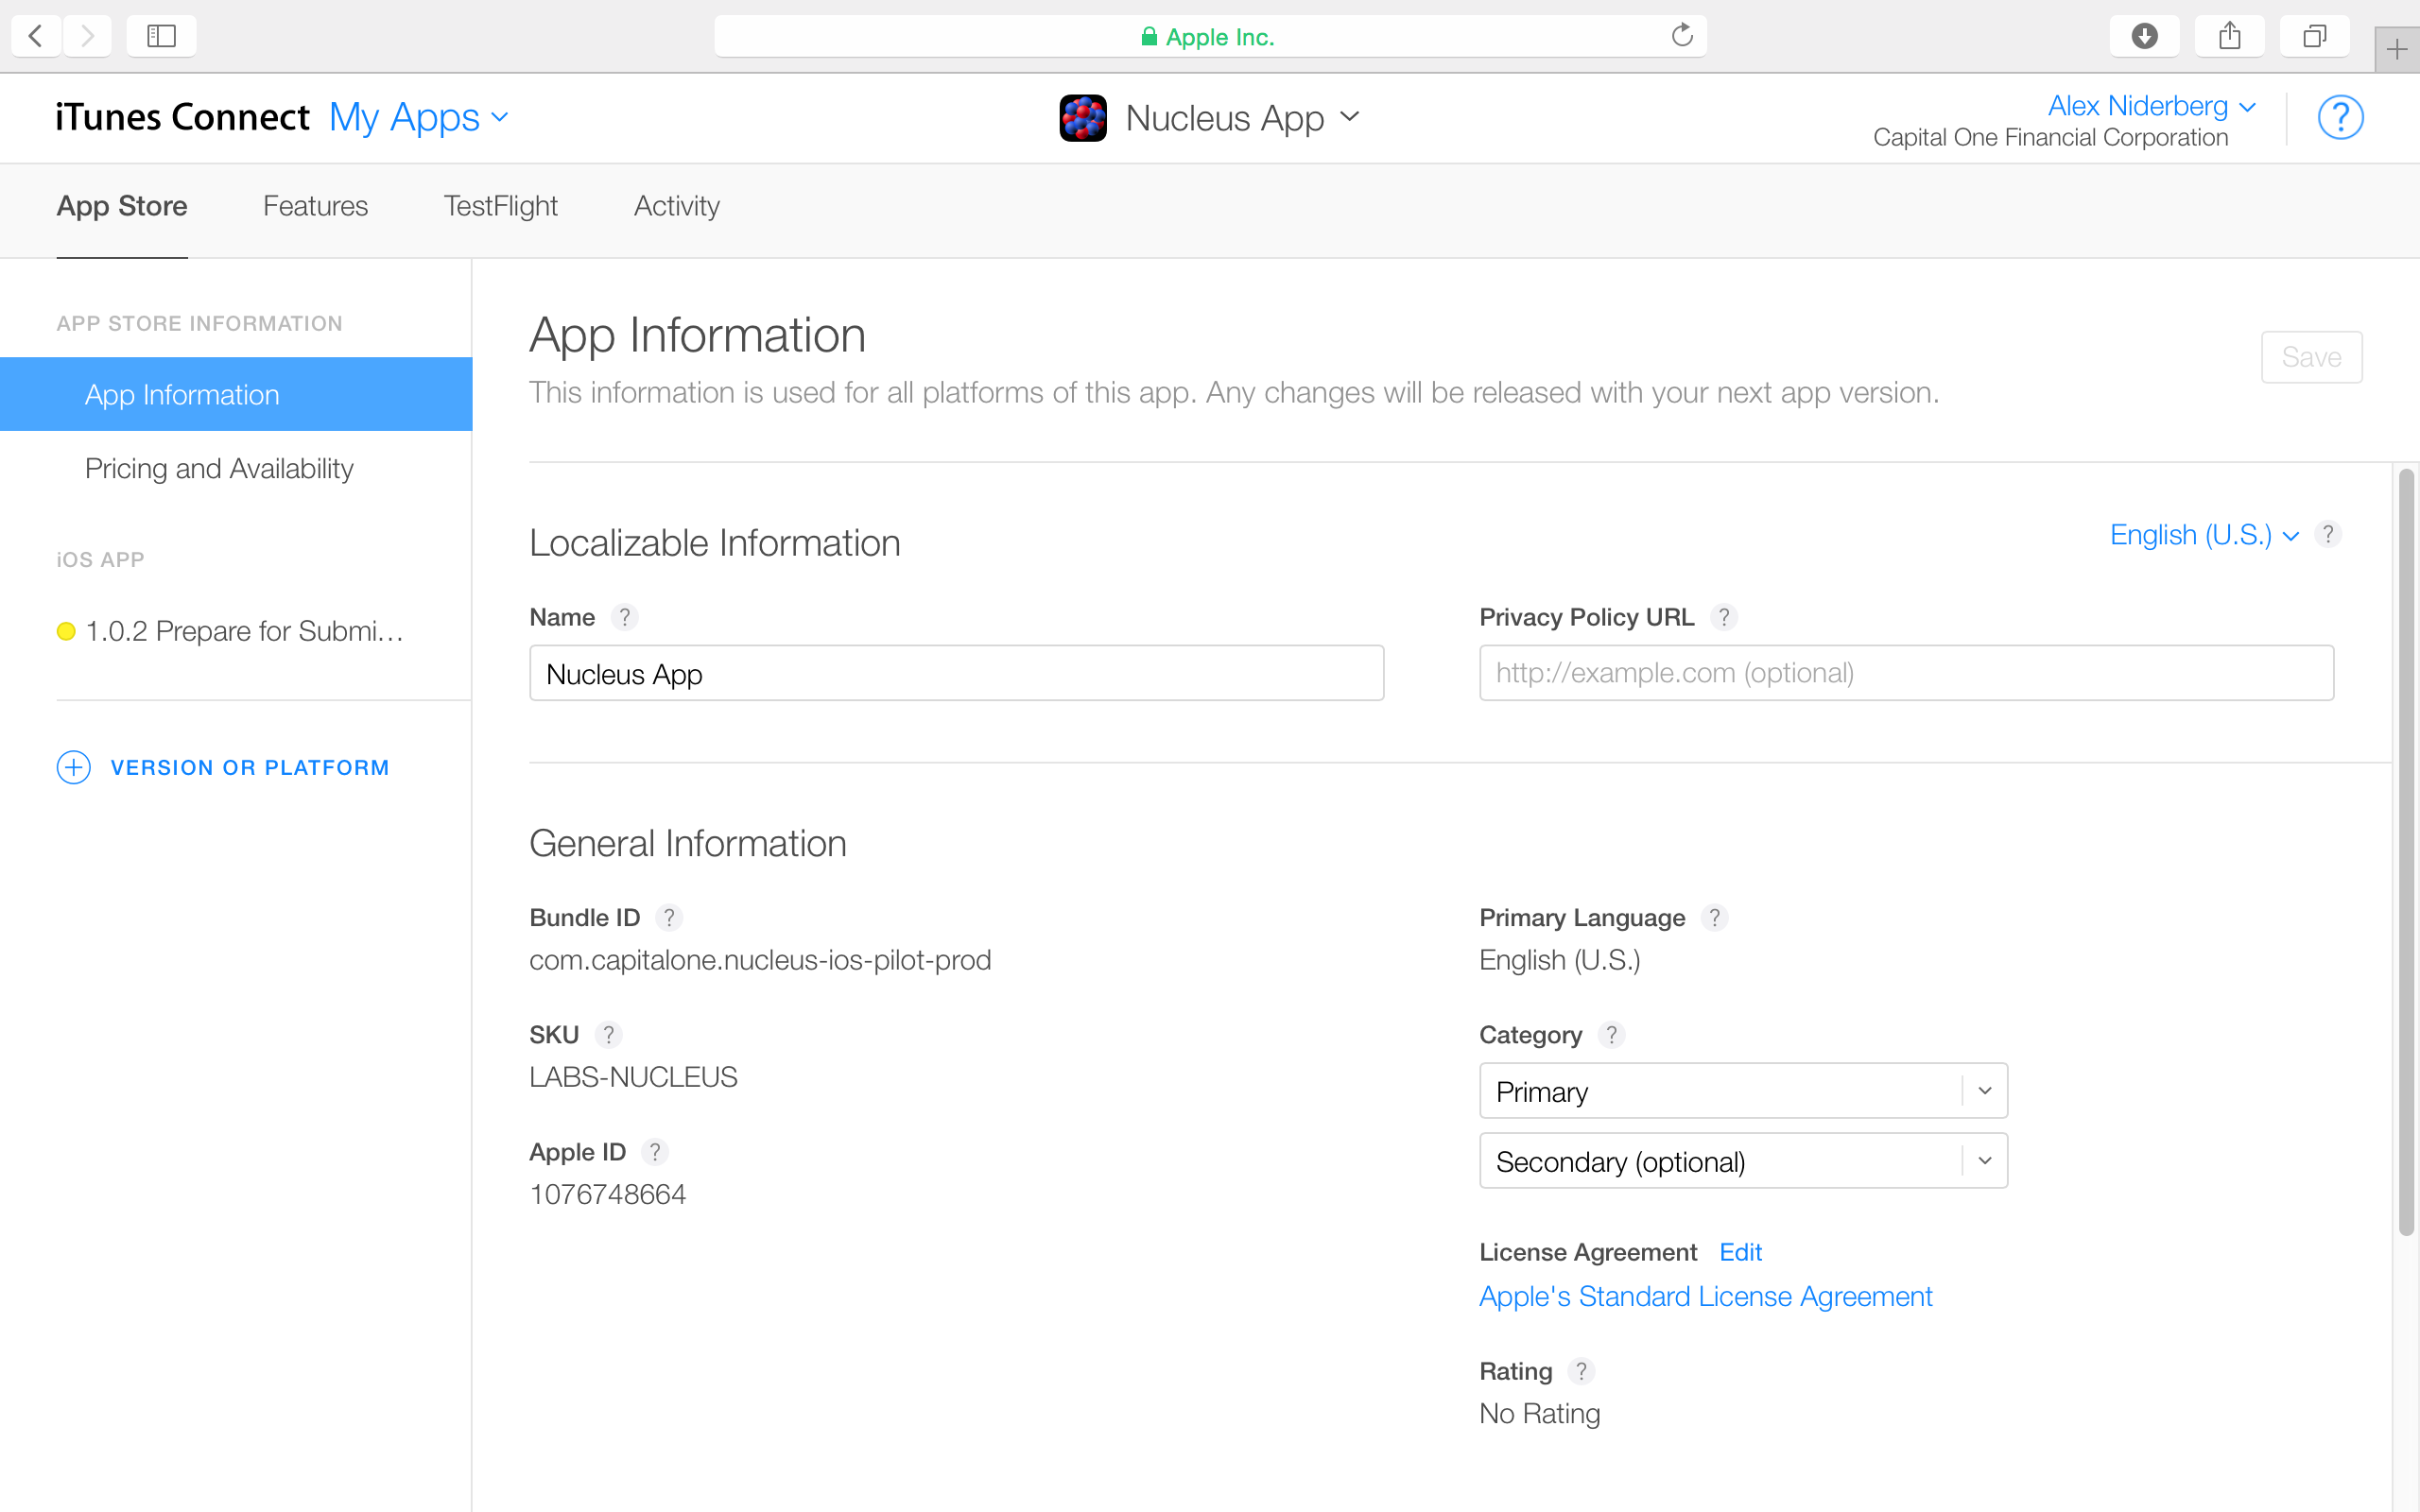 Apple Inc.
iTunes Connect My Apps
Nucleus App
Alex Niderberg
Capital One Financial Corporation
?
App Store
Features
TestFlight
Activity
APP STORE INFORMATION
App Information
Pricing and Availability
iOS APP
1.0.2 Prepare for Submi...
VERSION OR PLATFORM
App Information
This information is used for all platforms of this app. Any changes will be released with your next app version.
Save
Localizable Information
English (U.S.) ?
Name ?
Nucleus App
Privacy Policy URL ?
http://example.com (optional)
General Information
Bundle ID ?
com.capitalone.nucleus-ios-pilot-prod
SKU ?
LABS-NUCLEUS
Apple ID ?
1076748664
Primary Language ?
English (U.S.)
Category ?
Primary
Secondary (optional)
License Agreement Edit
Apple's Standard License Agreement
Rating ?
No Rating